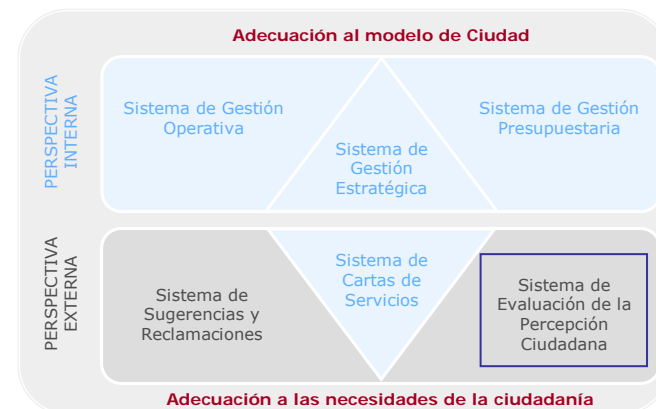 Adecuación al modelo de Ciudad
PERSPECTIVA
INTERNA
Sistema de Gestión
Operativa
Sistema de
Gestión
Estratégica
Sistema de Gestión
Presupuestaria
PERSPECTIVA
EXTERNA
Sistema de
Sugerencias y
Reclamaciones
Sistema de
Cartas de
Servicios
Sistema de
Evaluación de la
Percepción
Ciudadana
Adecuación a las necesidades de la ciudadanía